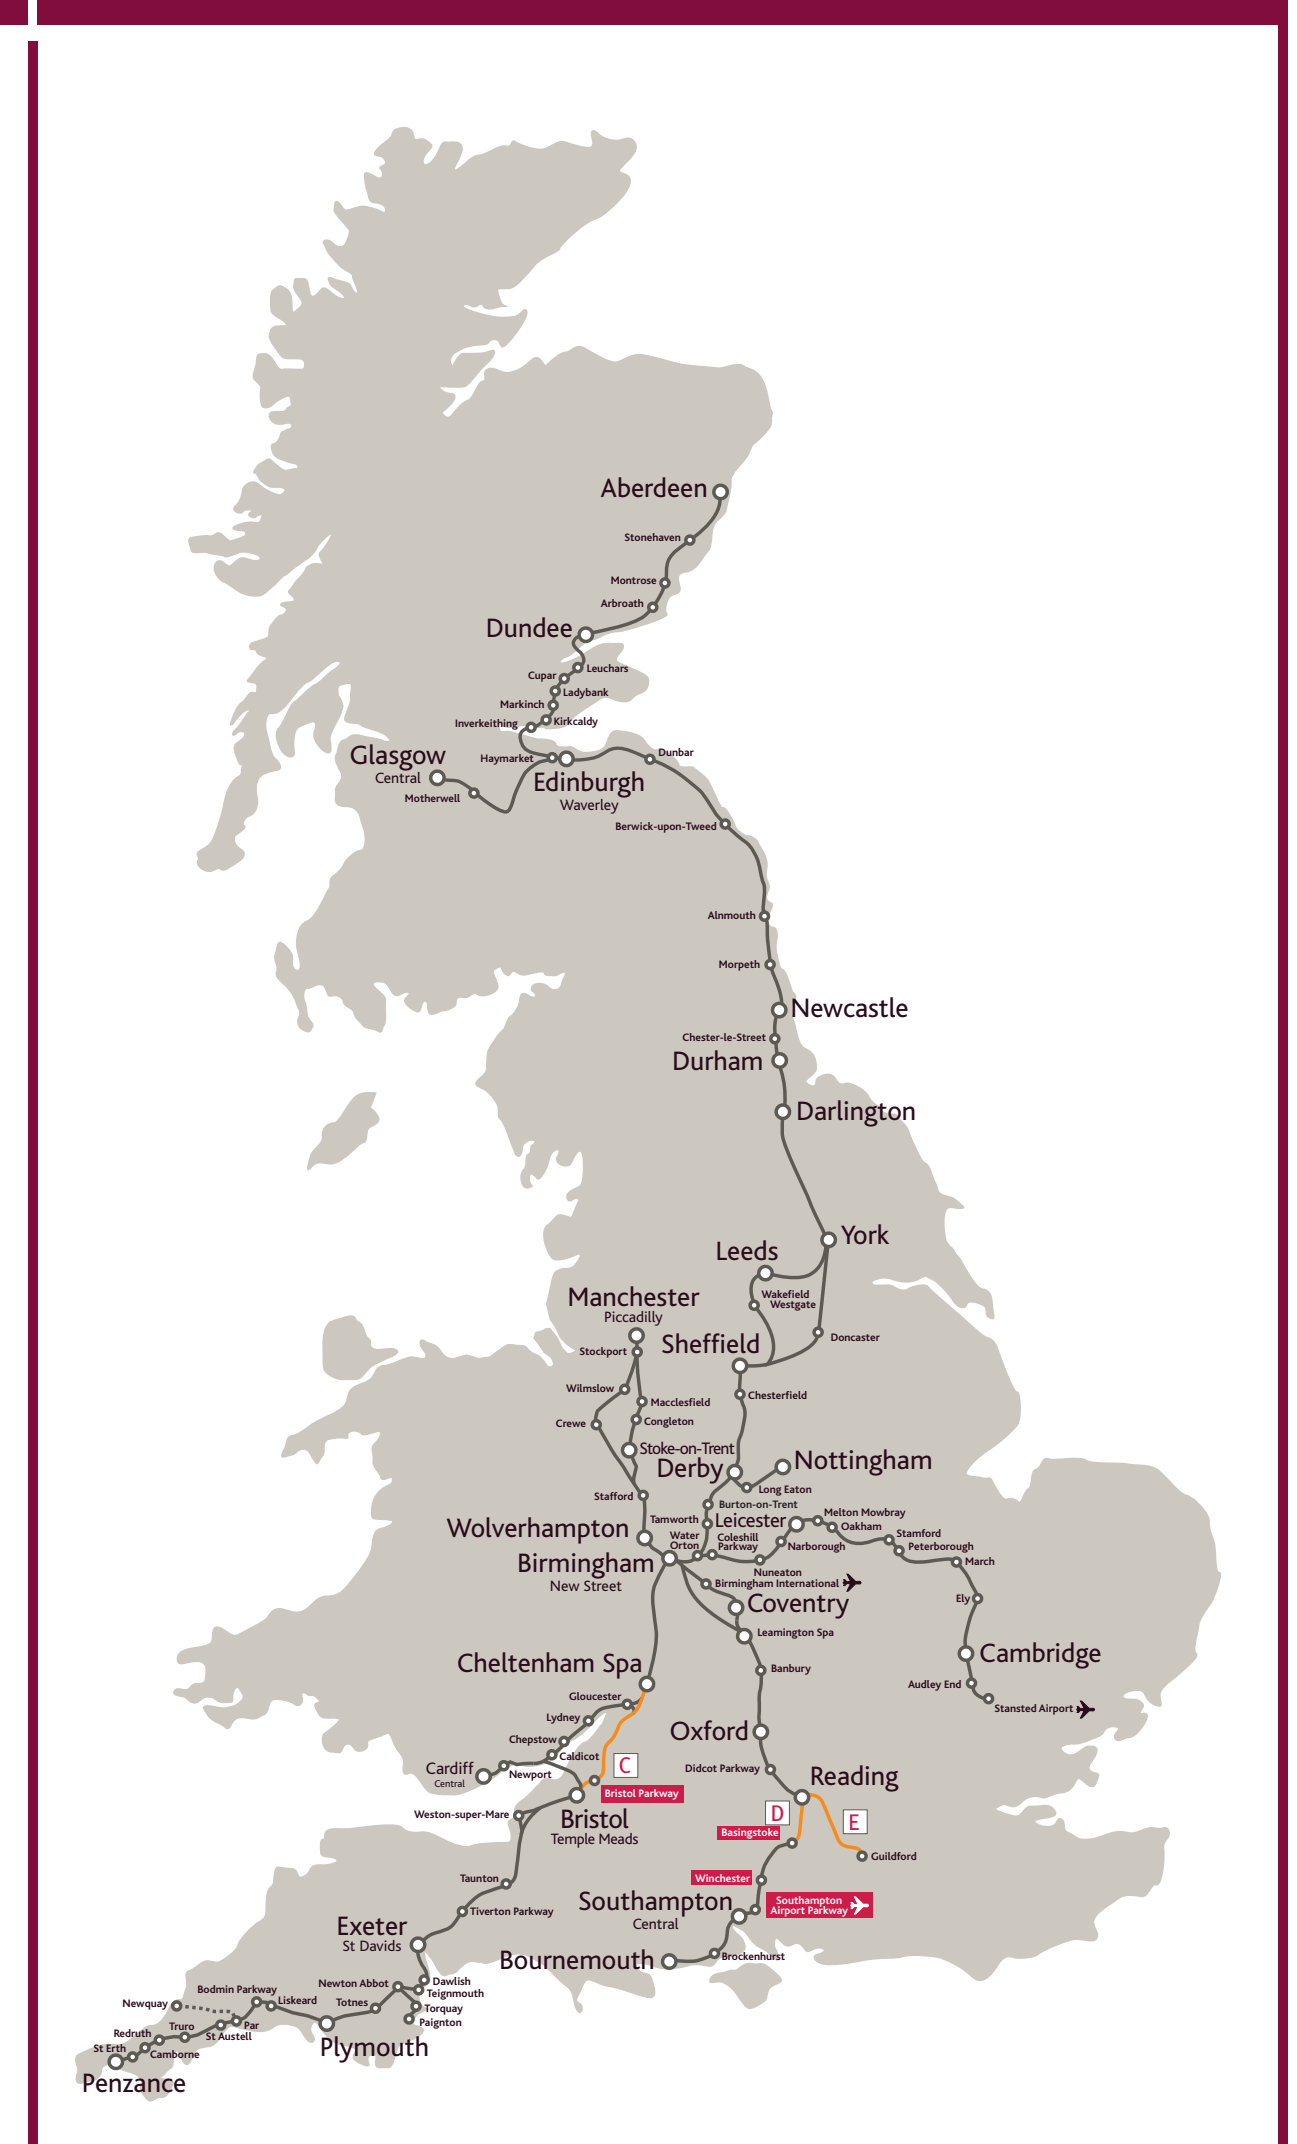 Aberdeen
Stonehaven
Montrose
Arbroath
Dundee
Leuchars
Cupar
Ladybank
Markinch
Kirkcaldy
Inverkeithing
Glasgow
Central
Motherwell
Haymarket
Edinburgh
Waverley
Dunbar
Berwick-upon-Tweed
Alnmouth
Morpeth
Newcastle
Chester-le-Street
Durham
Darlington
York
Leeds
Wakefield
Westgate
Manchester
Piccadilly
Stockport
Sheffield
Doncaster
Wilmslow
Macclesfield
Chesterfield
Crewe
Congleton
Stoke-on-Trent
Derby
Nottingham
Long Eaton
Stafford
Burton-on-Trent
Tamworth
Leicester
Melton Mowbray
Oakham
Stamford
Peterborough
March
Wolverhampton
Water
Orton
Coleshill
Parkway
Narborough
Birmingham
New Street
Nuneaton
Birmingham International
Ely
Coventry
Leamington Spa
Cambridge
Cheltenham Spa
Banbury
Audley End
Stansted Airport
Gloucester
Lydney
Oxford
Chepstow
Caldicot
Cardiff
Central
Newport
C
Bristol Parkway
Didcot Parkway
Reading
Weston-super-Mare
Bristol
Temple Meads
D
E
Basingstoke
Guildford
Taunton
Winchester
Tiverton Parkway
Southampton
Central
Southampton
Airport Parkway
Exeter
St Davids
Bournemouth
Brockenhurst
Newton Abbot
Dawlish
Teignmouth
Bodmin Parkway
Liskeard
Totnes
Torquay
Paignton
Newquay
Par
St Austell
Truro
Redruth
Plymouth
St Erth
Camborne
Penzance